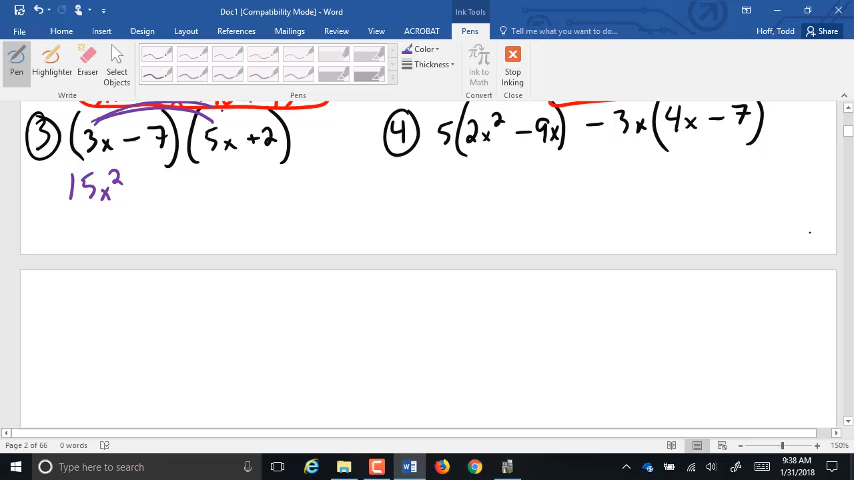 Doc1 [Compatibility Mode] - Word
Ink Tools
File
Home
Insert
Design
Layout
References
Mailings
Review
View
ACROBAT
Pens
Tell me what you want to do...
Hoff, Todd
Share
Pen
Highlighter
Eraser
Select Objects
Color
Thickness
Ink to Math
Stop Inking
Write
Pens
Convert
Close
③ (3x - 7)(5x + 2)
④ 5(2x² - 9x) - 3x(4x - 7)
15x²
Page 2 of 66
0 words
150%
Type here to search
9:38 AM
1/31/2018